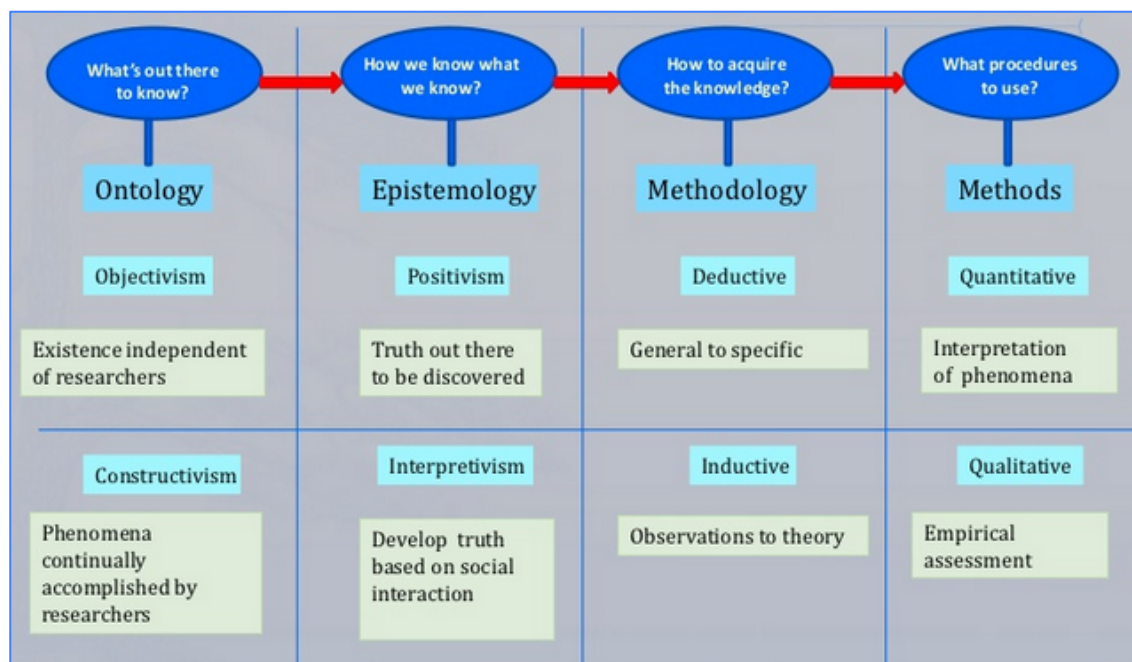 What's out there
to know?
How we know what
we know?
How to acquire
the knowledge?
What procedures
to use?
Ontology
Epistemology
Methodology
Methods
Objectivism
Positivism
Deductive
Quantitative
Existence independent
of researchers
Truth out there
to be discovered
General to specific
Interpretation
of phenomena
Constructivism
Interpretivism
Inductive
Qualitative
Phenomena
continually
accomplished by
researchers
Develop truth
based on social
interaction
Observations to theory
Empirical
assessment